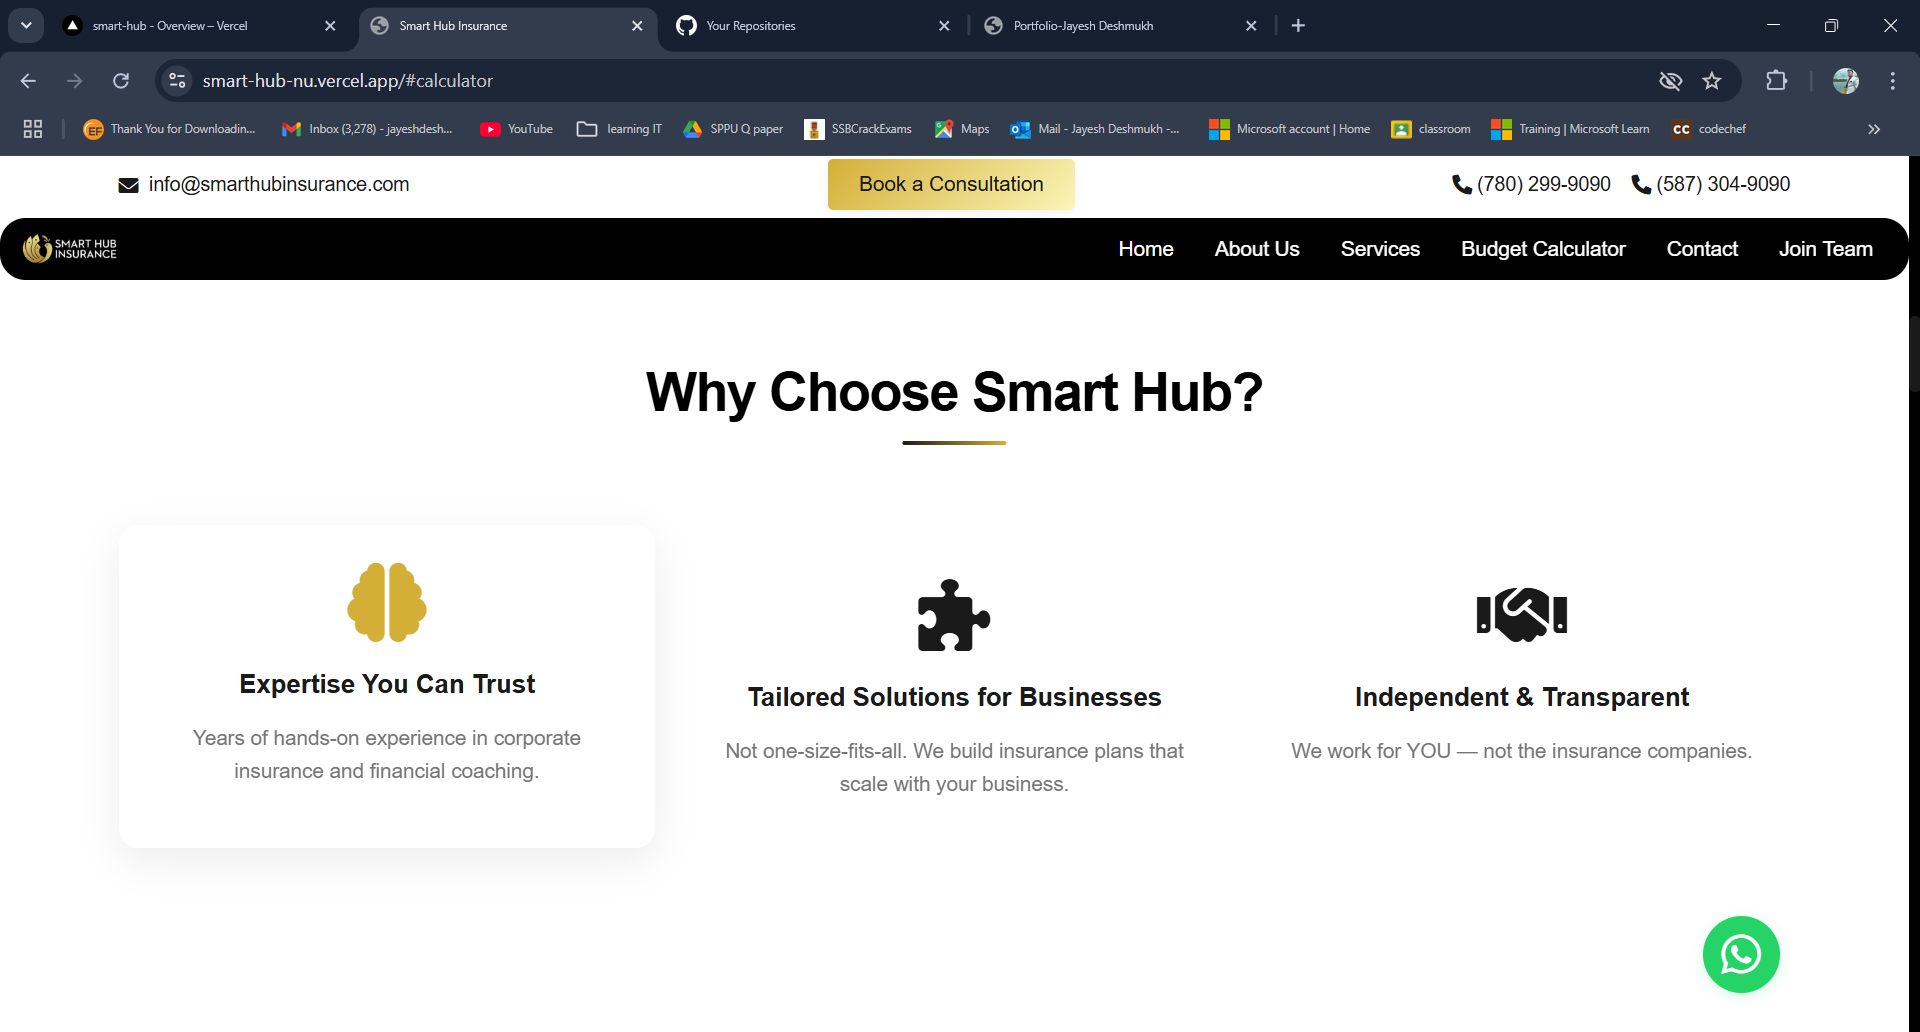 smart-hub - Overview – Vercel
Smart Hub Insurance
Your Repositories
Portfolio-Jayesh Deshmukh
smart-hub-nu.vercel.app/#calculator
Thank You for Downloadin...
Inbox (3,278) - jayeshdesh...
YouTube
learning IT
SPPU Q paper
SSBCrackExams
Maps
Mail - Jayesh Deshmukh -...
Microsoft account | Home
classroom
Training | Microsoft Learn
CC codechef
info@smarthubinsurance.com
Book a Consultation
(780) 299-9090
(587) 304-9090
SMART HUB
INSURANCE
Home
About Us
Services
Budget Calculator
Contact
Join Team
Why Choose Smart Hub?
Expertise You Can Trust
Years of hands-on experience in corporate
insurance and financial coaching.
Tailored Solutions for Businesses
Not one-size-fits-all. We build insurance plans that
scale with your business.
Independent & Transparent
We work for YOU — not the insurance companies.